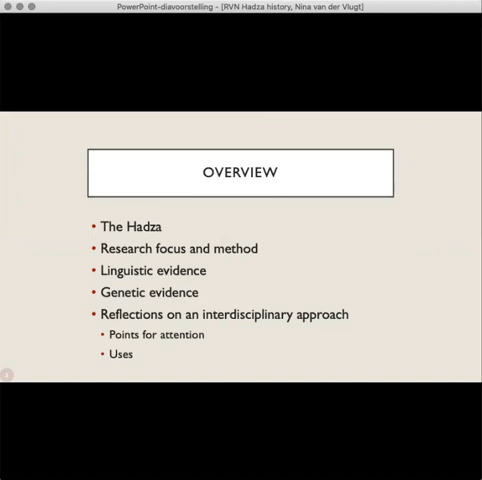 PowerPoint-diavoorstelling - [RVN Hadza history, Nina van der Vlugt]
OVERVIEW
• The Hadza
• Research focus and method
• Linguistic evidence
• Genetic evidence
• Reflections on an interdisciplinary approach
• Points for attention
• Uses